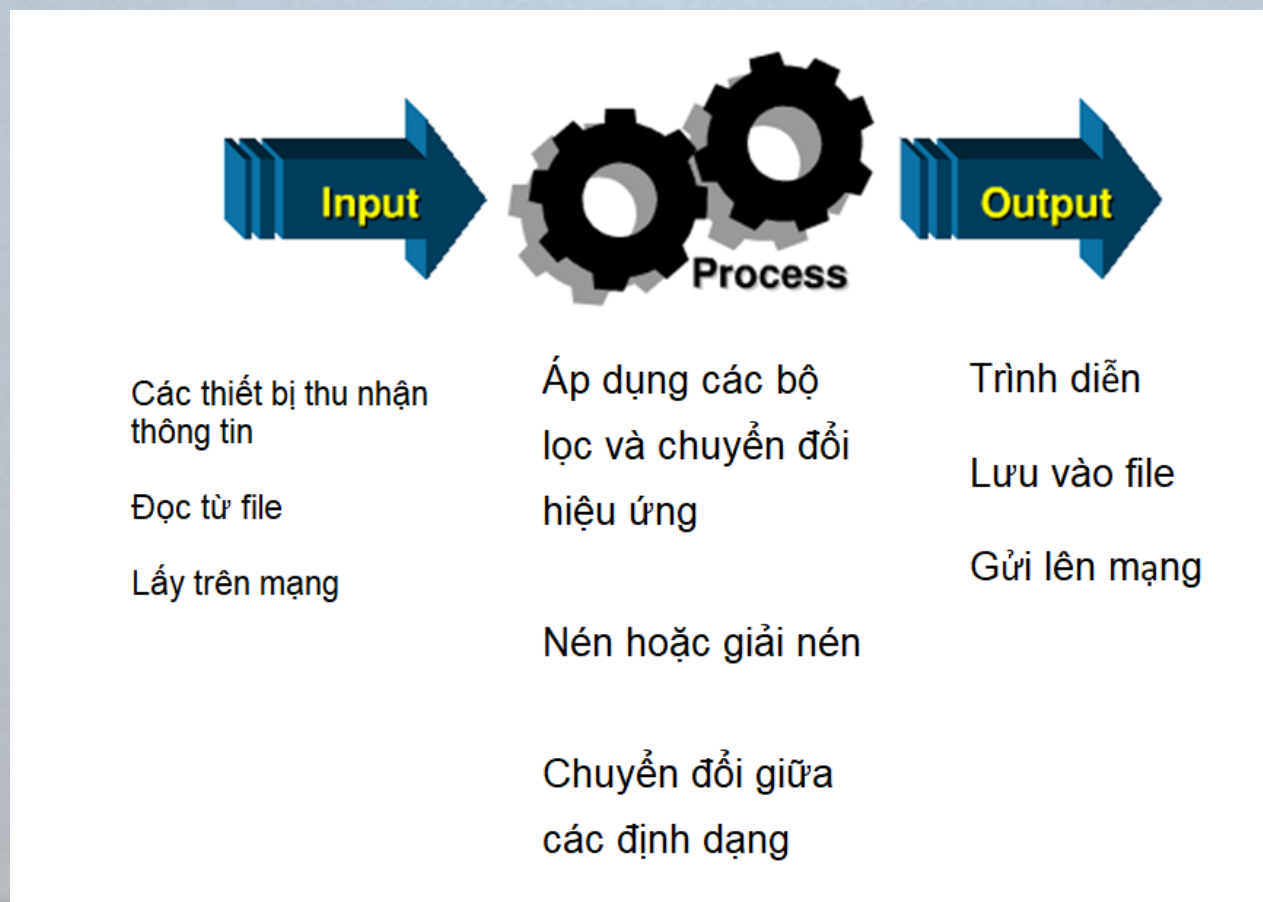 Input
Process
Output
Các thiết bị thu nhận
thông tin
Đọc từ file
Lấy trên mạng
Áp dụng các bộ
lọc và chuyển đổi
hiệu ứng
Nén hoặc giải nén
Chuyển đổi giữa
các định dạng
Trình diễn
Lưu vào file
Gửi lên mạng